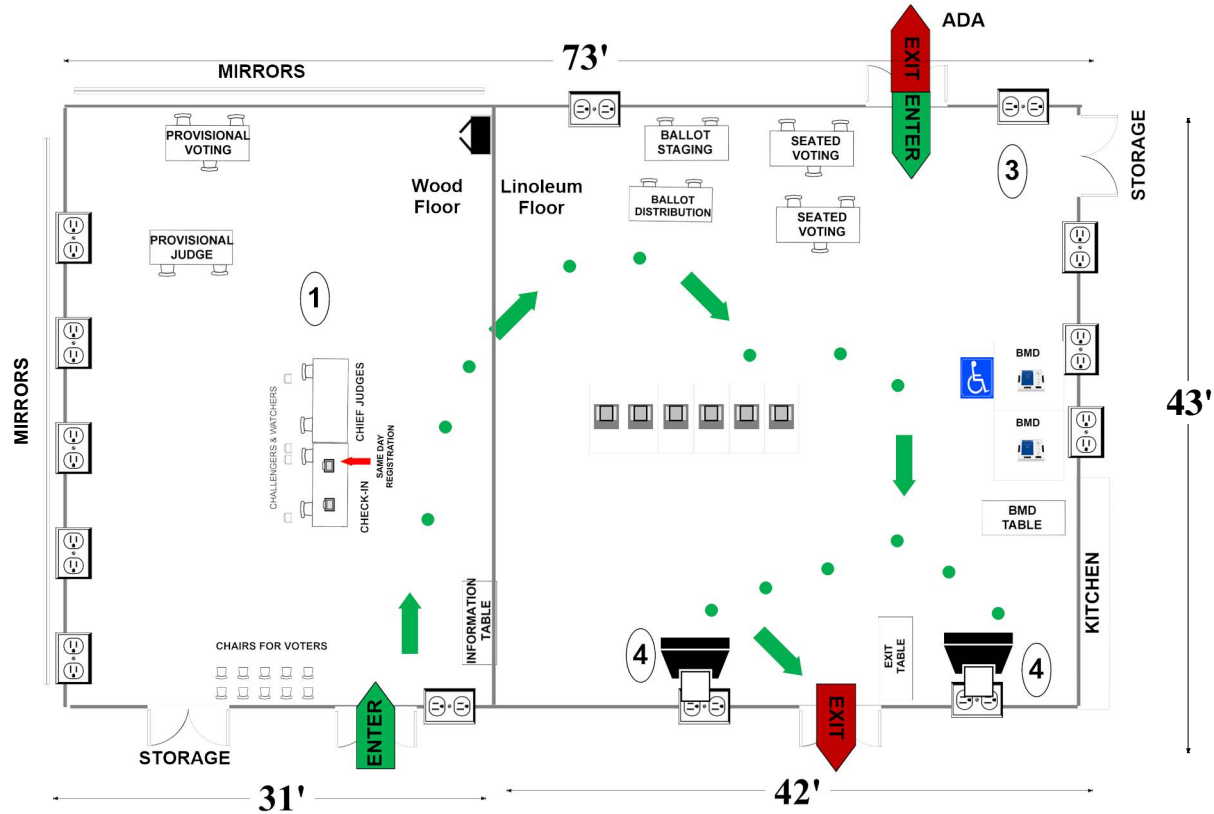 ADA
73'
EXIT
ENTER
MIRRORS
PROVISIONAL
VOTING
BALLOT
STAGING
SEATED
VOTING
STORAGE
3
Wood
Floor
Linoleum
Floor
BALLOT
DISTRIBUTION
SEATED
VOTING
PROVISIONAL
JUDGE
1
MIRRORS
CHALLENGERS & WATCHERS
CHIEF JUDGES
SAME DAY
REGISTRATION
CHECK-IN
BMD
BMD
43'
BMD
TABLE
KITCHEN
INFORMATION
TABLE
CHAIRS FOR VOTERS
4
EXIT
TABLE
4
ENTER
EXIT
STORAGE
31'
42'